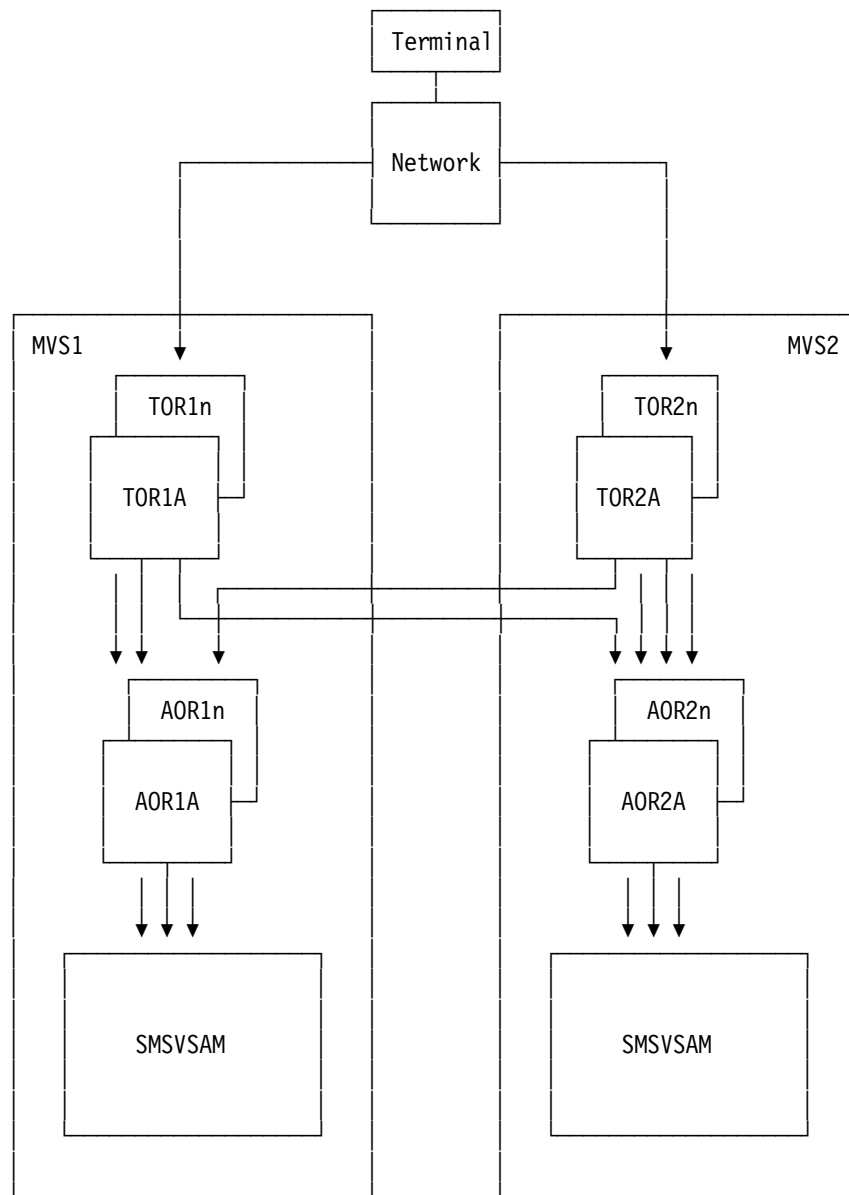 Terminal
Network
MVS1
MVS2
TOR1n
TOR2n
TOR1A
TOR2A
AOR1n
AOR2n
AOR1A
AOR2A
SMSVSAM
SMSVSAM